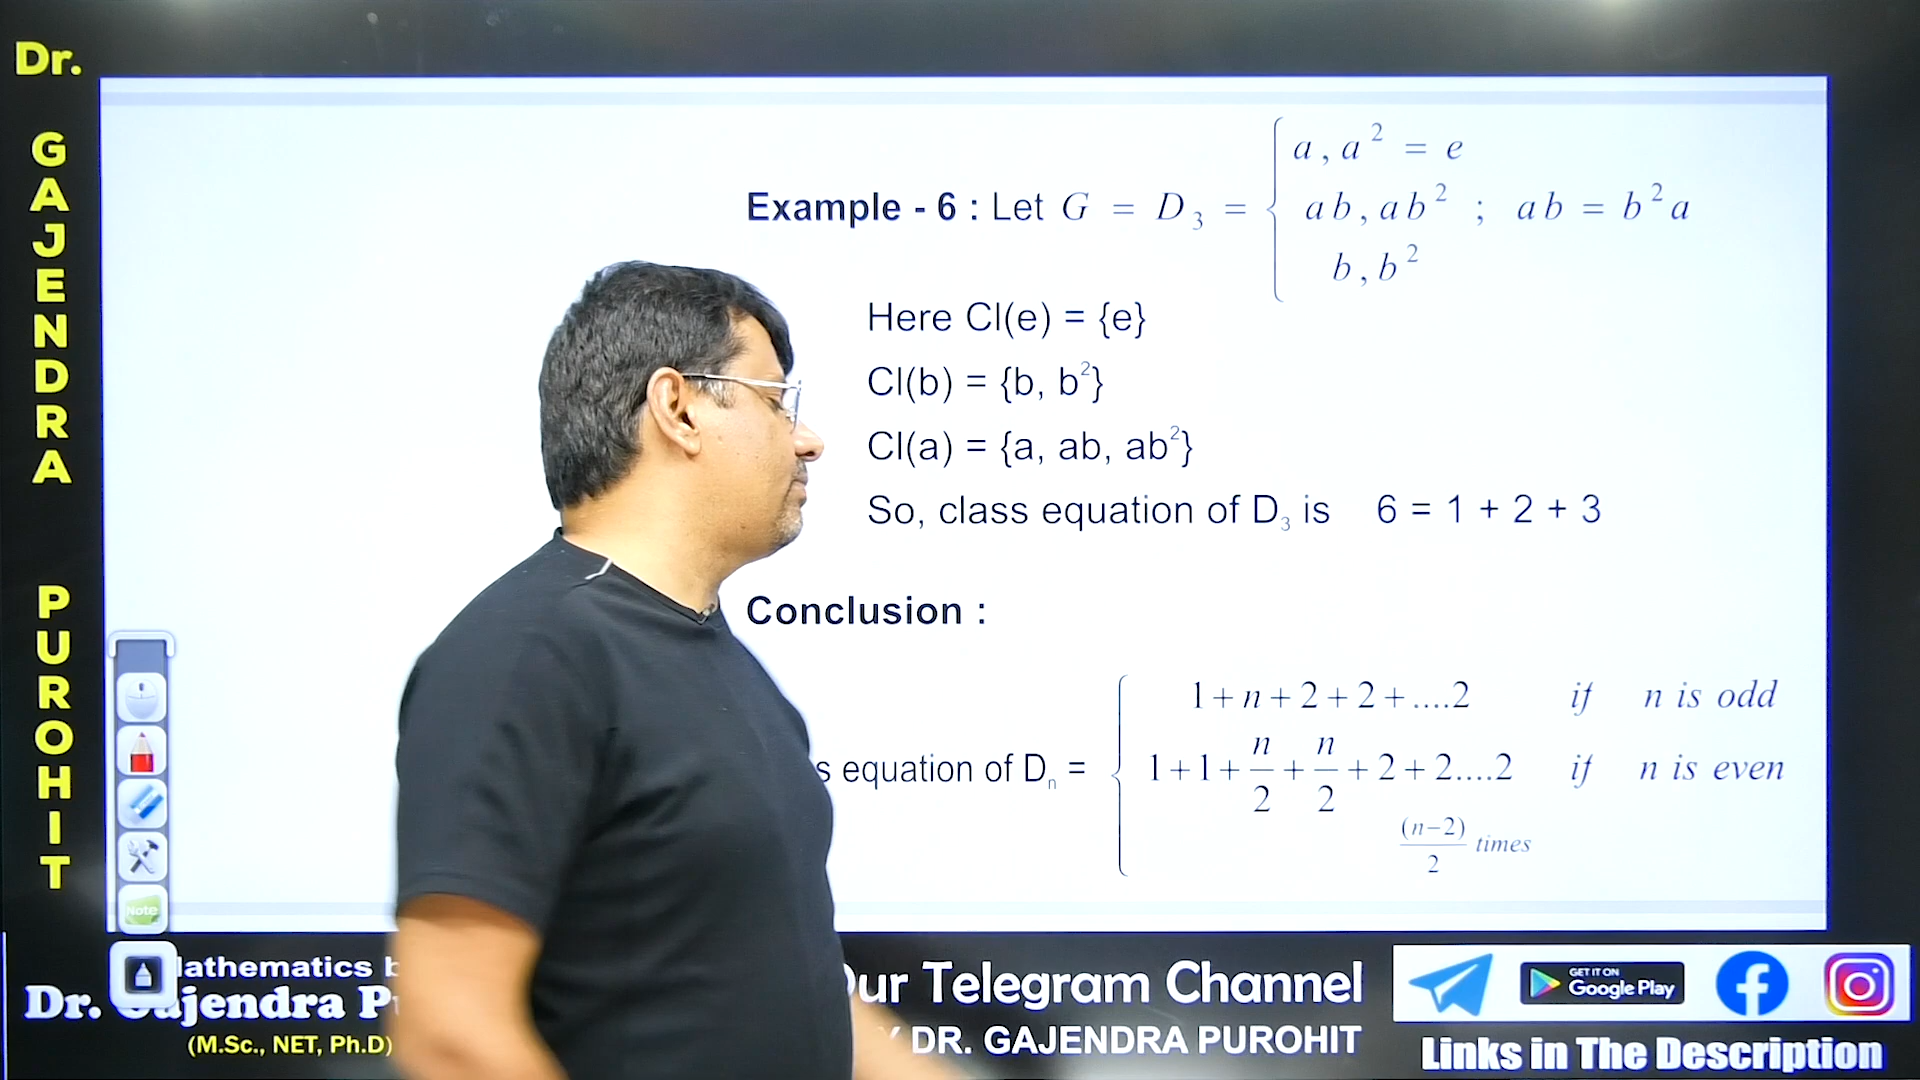 Dr.
GAJENDRA
PUROHIT
Example - 6 : Let G = D₃ = { a , a² = e
ab , ab² ; ab = b²a
b , b²
Here Cl(e) = {e}
Cl(b) = {b, b²}
Cl(a) = {a, ab, ab²}
So, class equation of D₃ is 6 = 1 + 2 + 3
Conclusion :
equation of Dₙ = { 1 + n + 2 + 2 + ....2 if n is odd
1 + 1 + n/2 + n/2 + 2 + 2....2 if n is even
(n–2)/2 times
Note
Dr.
(M.Sc., NET, Ph.D)
Telegram Channel
DR. GAJENDRA PUROHIT
GET IT ON
Google Play
Links in The Description